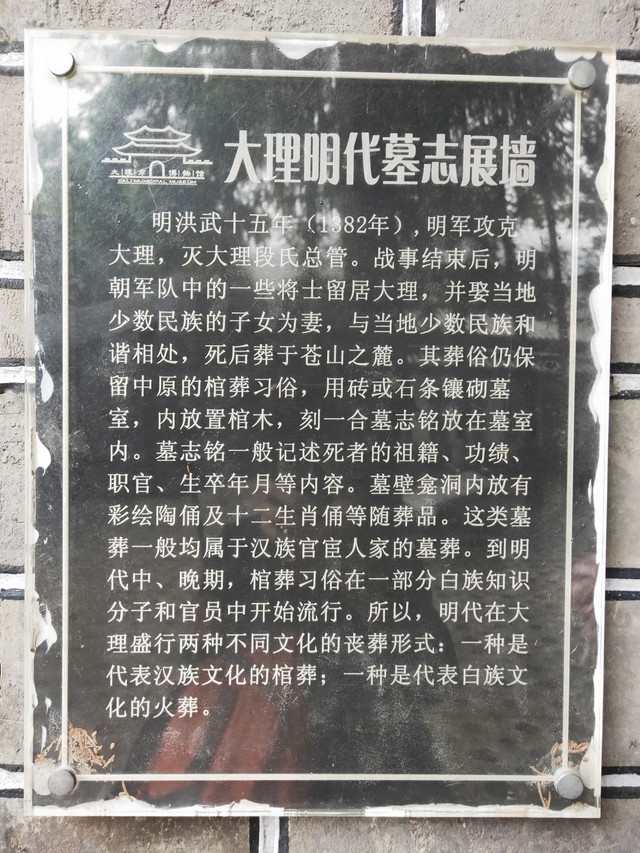 大理市博物馆
DALI MUNICIPAL MUSEUM
大理明代墓志展墙
明洪武十五年（1382年）,明军攻克
大理，灭大理段氏总管。战事结束后，明
朝军队中的一些将士留居大理，并娶当地
少数民族的子女为妻，与当地少数民族和
谐相处，死后葬于苍山之麓。其葬俗仍保
留中原的棺葬习俗，用砖或石条镶砌墓
室，内放置棺木，刻一合墓志铭放在墓室
内。墓志铭一般记述死者的祖籍、功绩、
职官、生卒年月等内容。墓壁龛洞内放有
彩绘陶俑及十二生肖俑等随葬品。这类墓
葬一般均属于汉族官宦人家的墓葬。到明
代中、晚期，棺葬习俗在一部分白族知识
分子和官员中开始流行。所以，明代在大
理盛行两种不同文化的丧葬形式：一种是
代表汉族文化的棺葬；一种是代表白族文
化的火葬。